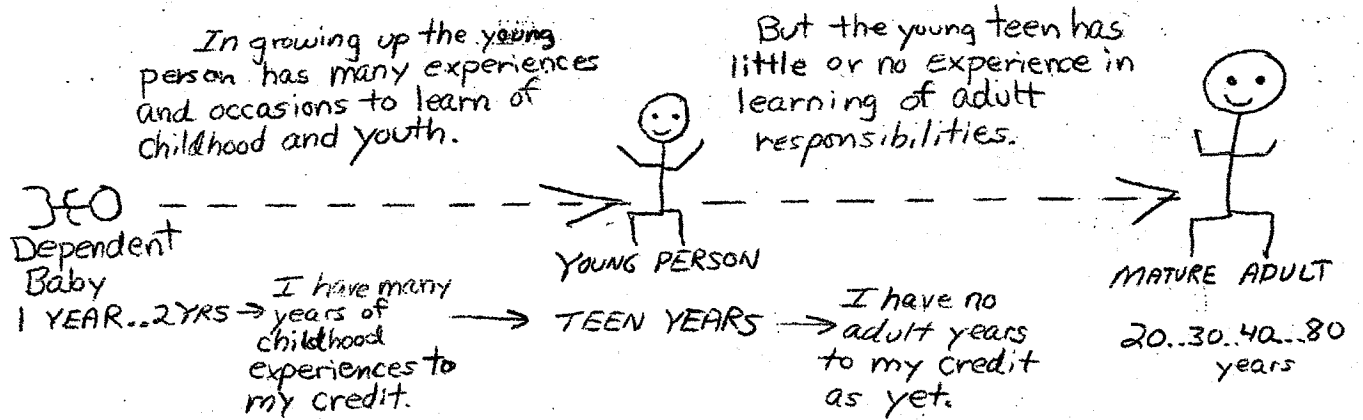 In growing up the young
person has many experiences
and occasions to learn of
childhood and youth.
But the young teen has
little or no experience in
learning of adult
responsibilities.
Dependent
Baby
1 YEAR..2YRS →
I have many
years of
childhood
experiences to
my credit.
YOUNG PERSON
→ TEEN YEARS →
I have no
adult years
to my credit
as yet.
MATURE ADULT
20..30..40...80
years